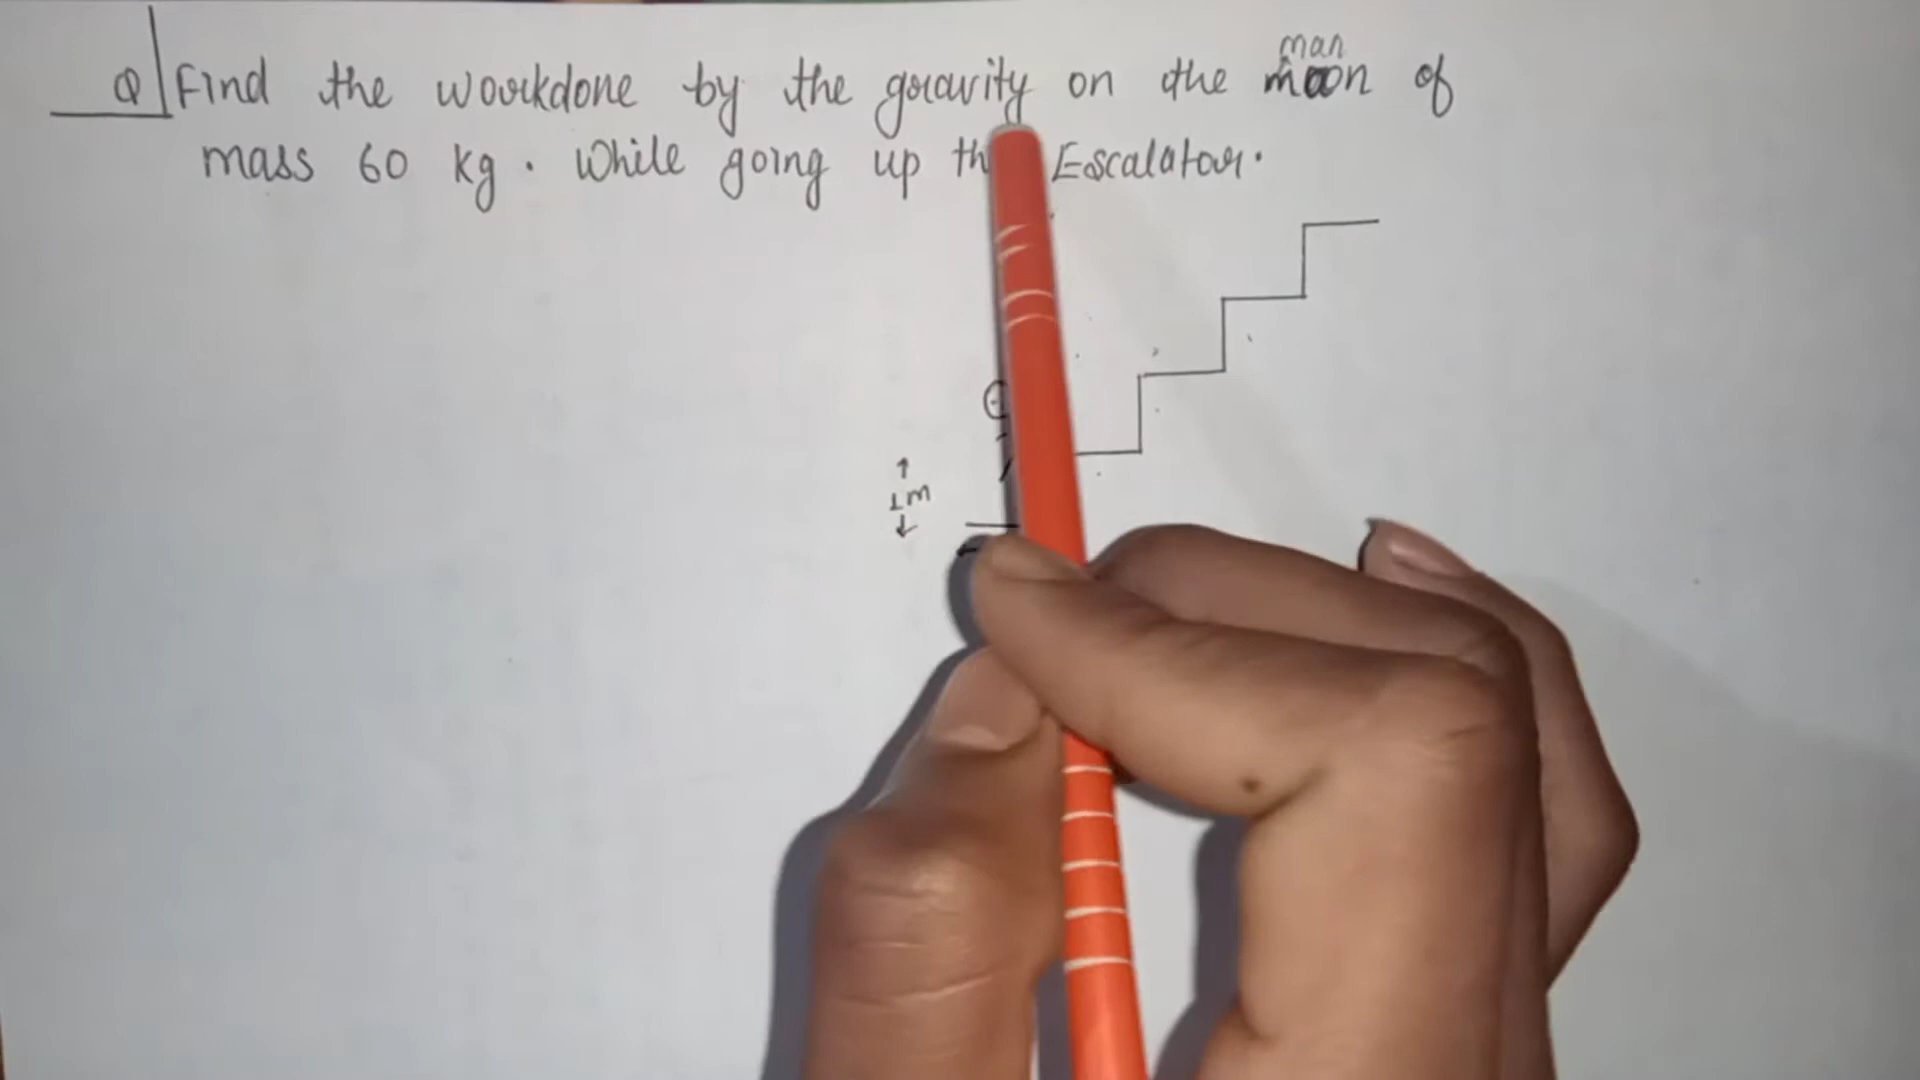 Q Find the workdone by the gravity on the man of
mass 60 kg. While going up Escalator.
1m